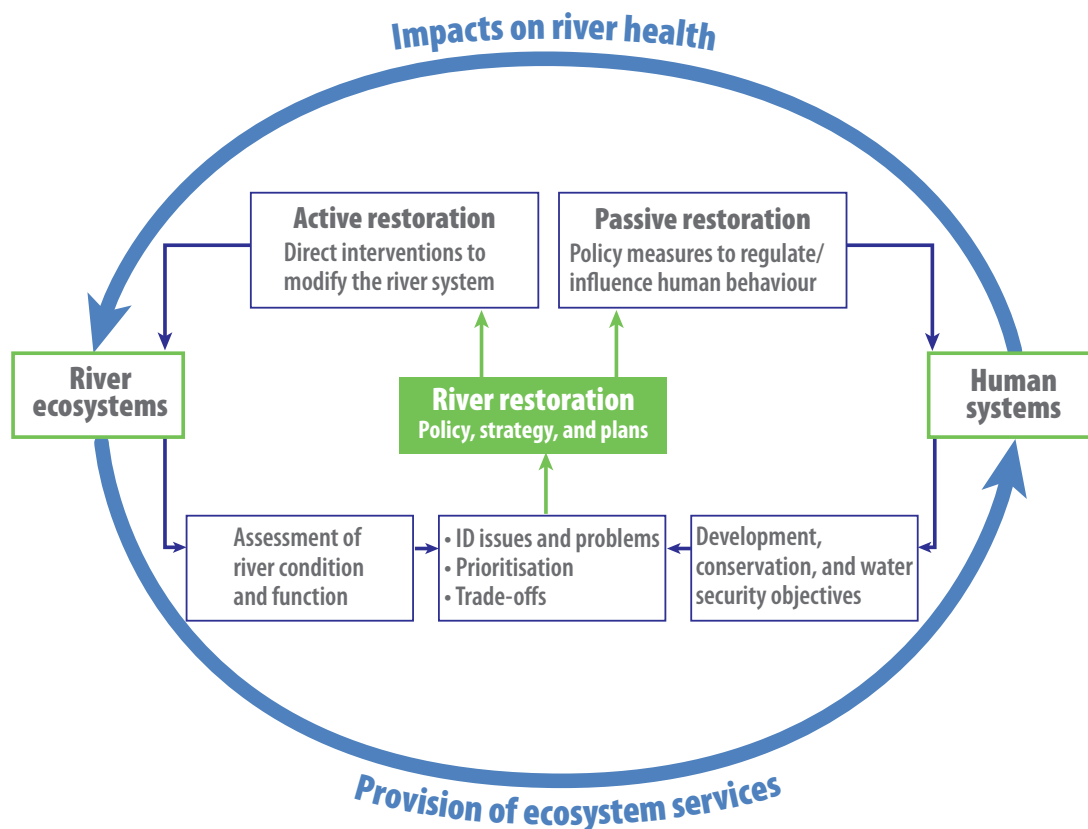 Impacts on river health
Active restoration
Direct interventions to
modify the river system
Passive restoration
Policy measures to regulate/
influence human behaviour
River
ecosystems
River restoration
Policy, strategy, and plans
Human
systems
Assessment of
river condition
and function
• ID issues and problems
• Prioritisation
• Trade-offs
Development,
conservation, and water
security objectives
Provision of ecosystem services